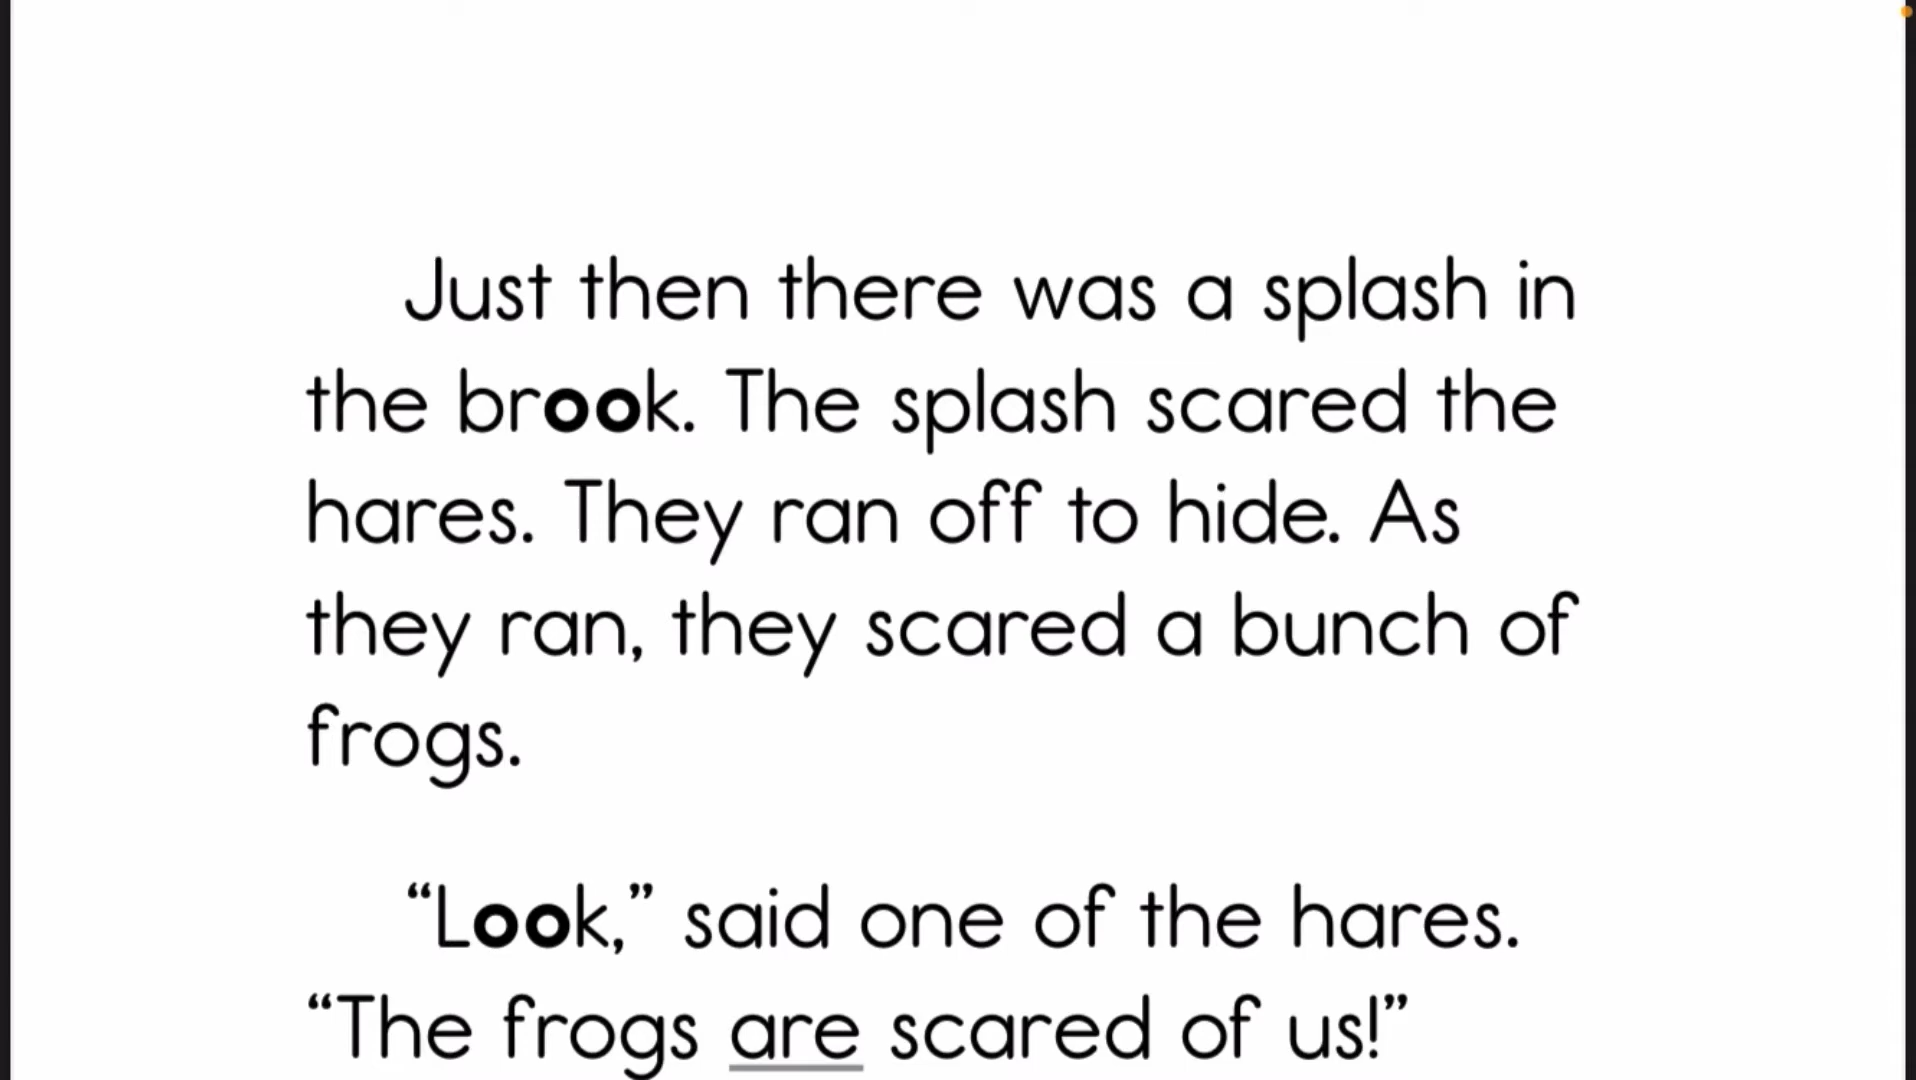 Just then there was a splash in
the brook. The splash scared the
hares. They ran off to hide. As
they ran, they scared a bunch of
frogs.
“Look,” said one of the hares.
“The frogs are scared of us!”